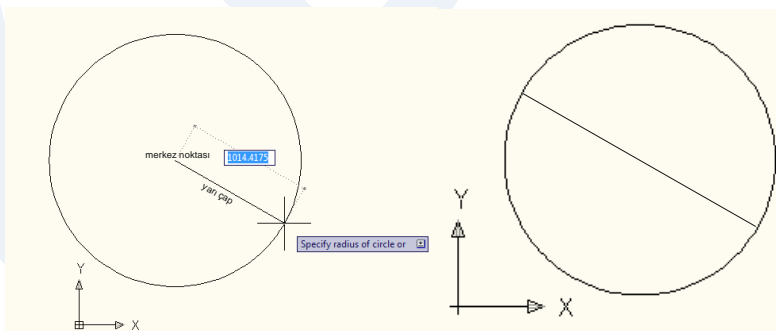 merkez noktası
1014.4175
yarı çap
Specify radius of circle or
Y
X
Y
X